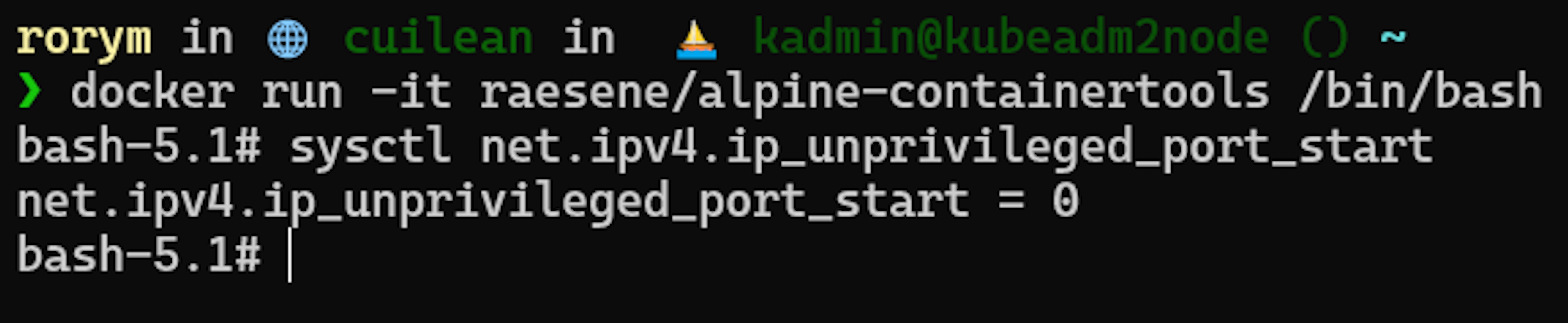 rorym in 🌐 cuilean in ⛵ kadmin@kubeadm2node () ~
❯ docker run -it raesene/alpine-containertools /bin/bash
bash-5.1# sysctl net.ipv4.ip_unprivileged_port_start
net.ipv4.ip_unprivileged_port_start = 0
bash-5.1#